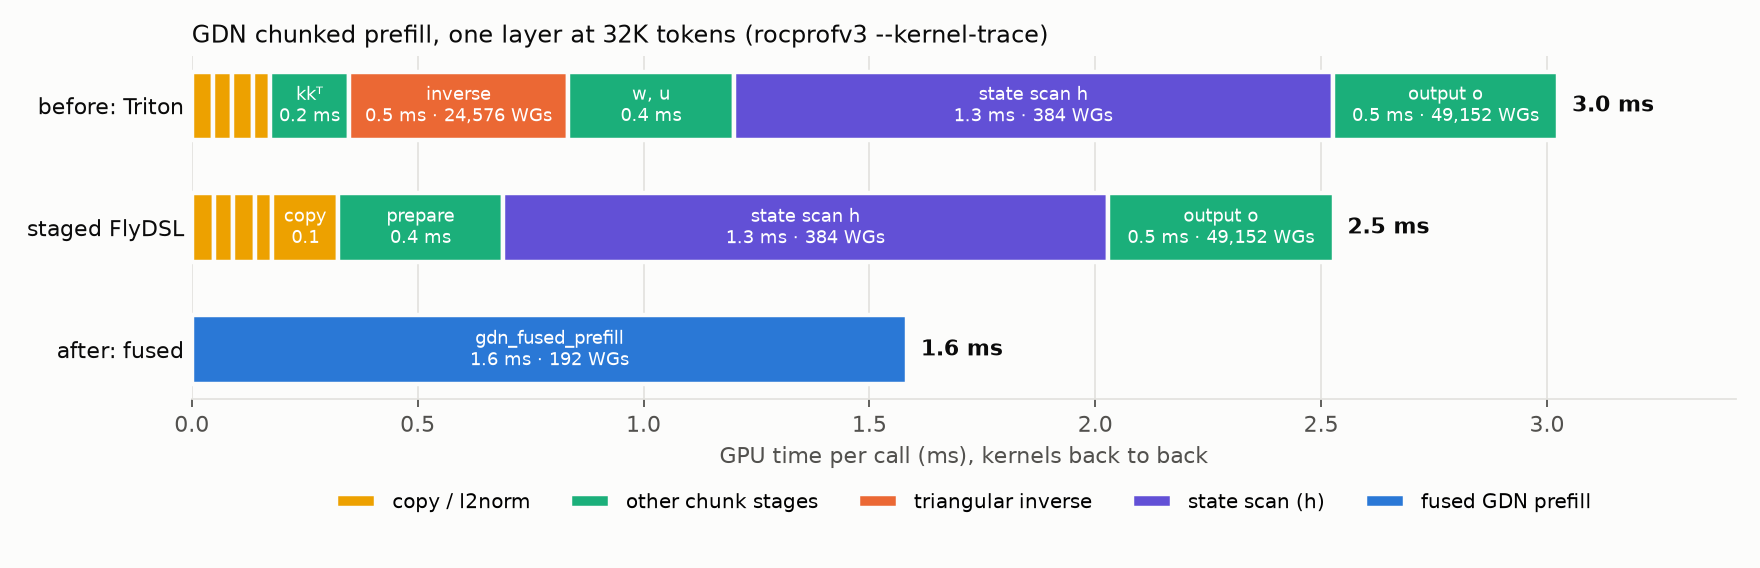 GDN chunked prefill, one layer at 32K tokens (rocprofv3 --kernel-trace)
before: Triton
kkᵀ
0.2 ms
inverse
0.5 ms · 24,576 WGs
w, u
0.4 ms
state scan h
1.3 ms · 384 WGs
output o
0.5 ms · 49,152 WGs
3.0 ms
staged FlyDSL
copy
0.1
prepare
0.4 ms
state scan h
1.3 ms · 384 WGs
output o
0.5 ms · 49,152 WGs
2.5 ms
after: fused
gdn_fused_prefill
1.6 ms · 192 WGs
1.6 ms
0.0 0.5 1.0 1.5 2.0 2.5 3.0
GPU time per call (ms), kernels back to back
copy / l2norm other chunk stages triangular inverse state scan (h) fused GDN prefill